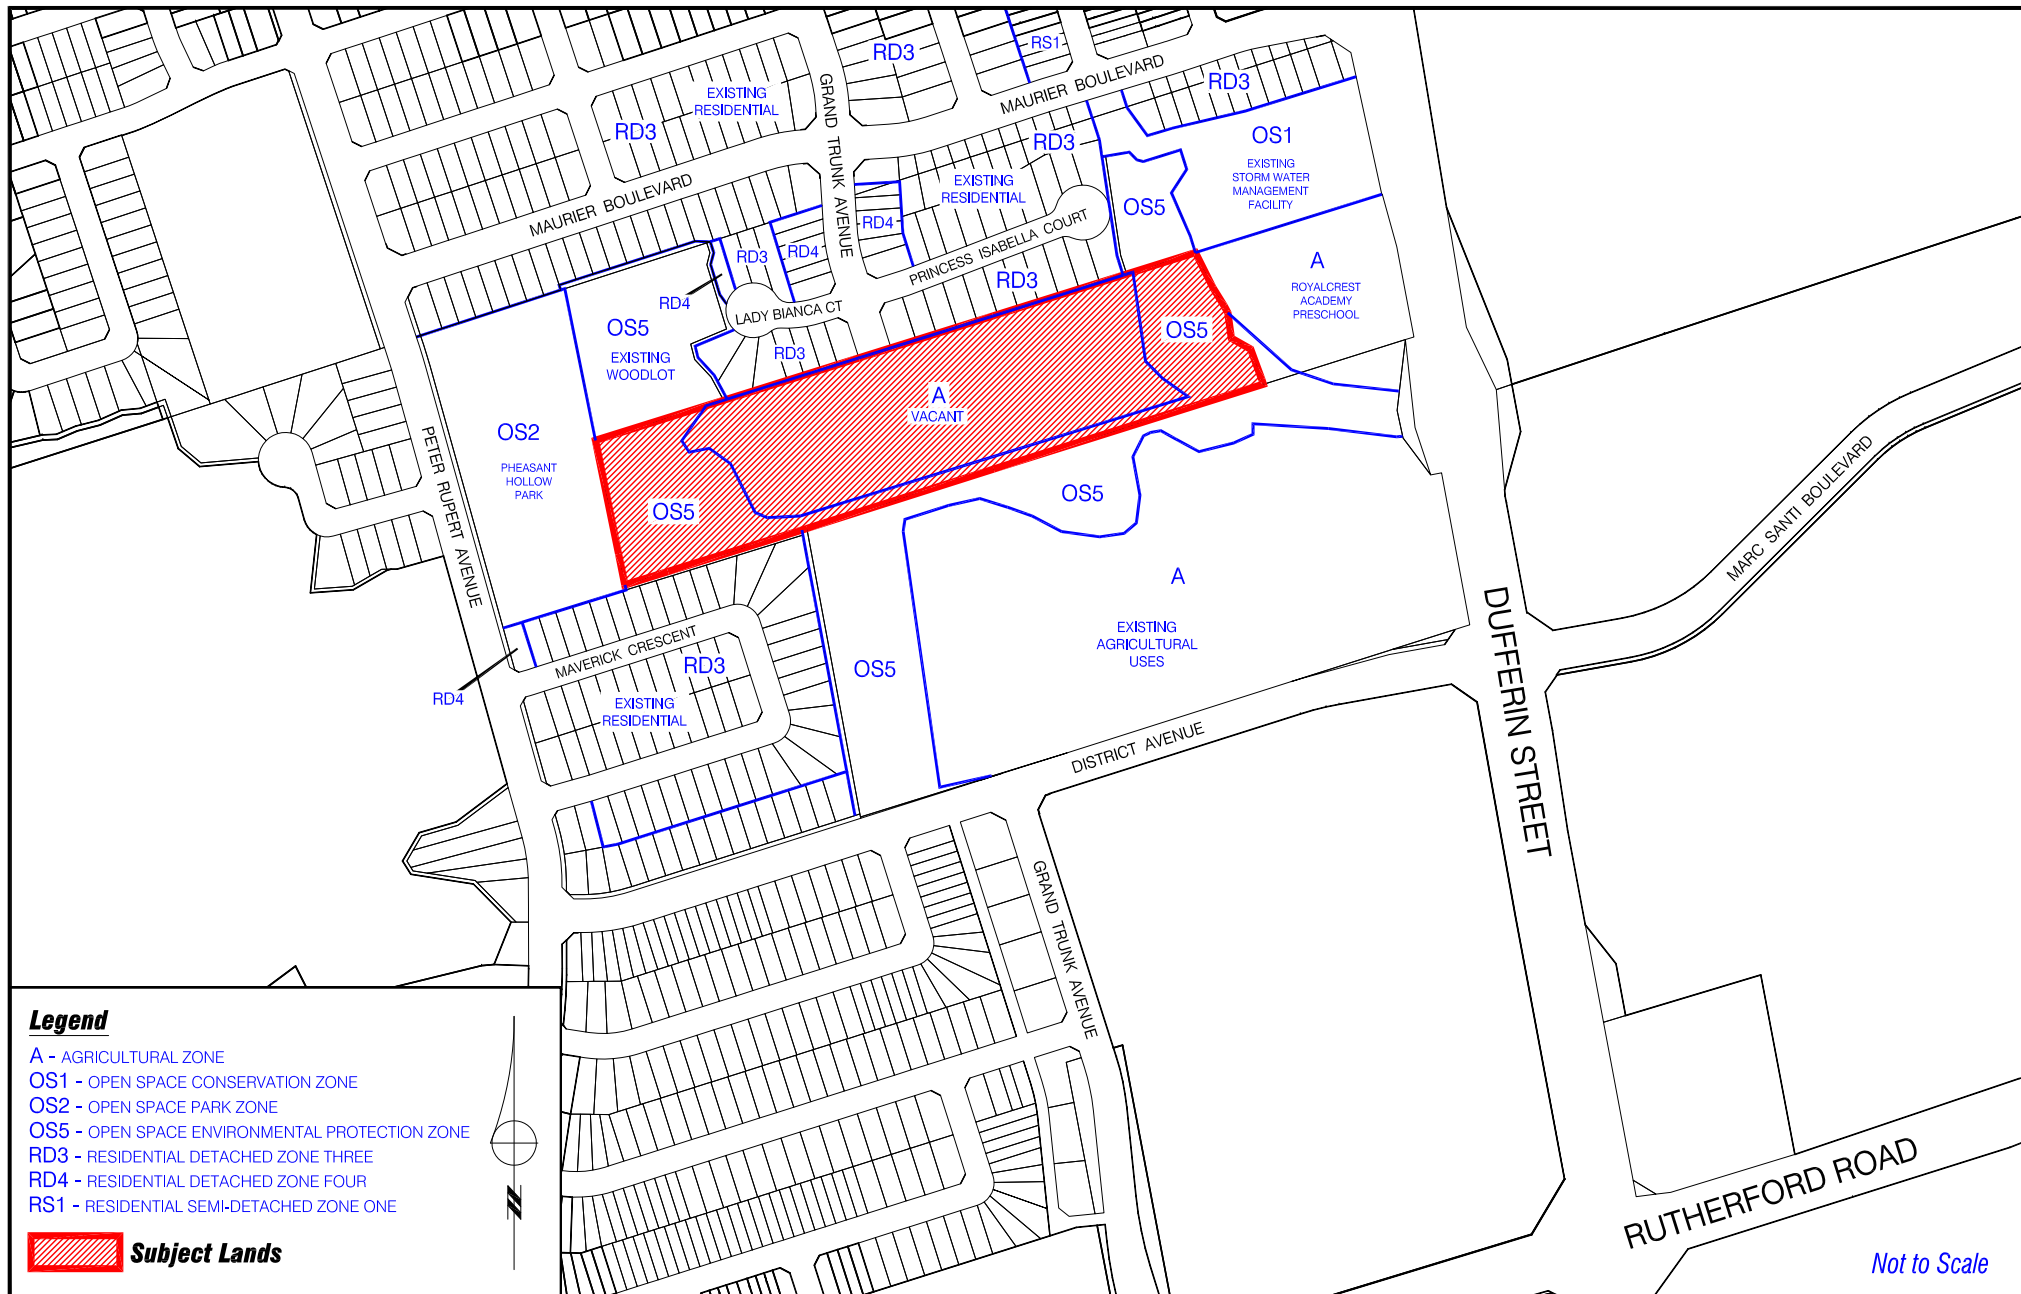 RD3
RS1
MAURIER BOULEVARD
RD3
EXISTING
RESIDENTIAL
RD3
GRAND TRUNK AVENUE
RD3
OS1
EXISTING
STORM WATER
MANAGEMENT
FACILITY
MAURIER BOULEVARD
EXISTING
RESIDENTIAL
RD4
OS5
PRINCESS ISABELLA COURT
RD3
RD4
RD3
RD4
LADY BIANCA CT
RD3
A
ROYALCREST
ACADEMY
PRESCHOOL
OS5
EXISTING
WOODLOT
OS5
A
VACANT
OS2
PHEASANT
HOLLOW
PARK
PETER RUPERT AVENUE
OS5
OS5
MARC SANTI BOULEVARD
A
EXISTING
AGRICULTURAL
USES
DUFFERIN STREET
MAVERICK CRESCENT
RD3
RD4
EXISTING
RESIDENTIAL
OS5
DISTRICT AVENUE
GRAND TRUNK AVENUE
RUTHERFORD ROAD
Legend
A - AGRICULTURAL ZONE
OS1 - OPEN SPACE CONSERVATION ZONE
OS2 - OPEN SPACE PARK ZONE
OS5 - OPEN SPACE ENVIRONMENTAL PROTECTION ZONE
RD3 - RESIDENTIAL DETACHED ZONE THREE
RD4 - RESIDENTIAL DETACHED ZONE FOUR
RS1 - RESIDENTIAL SEMI-DETACHED ZONE ONE
N
Subject Lands
Not to Scale